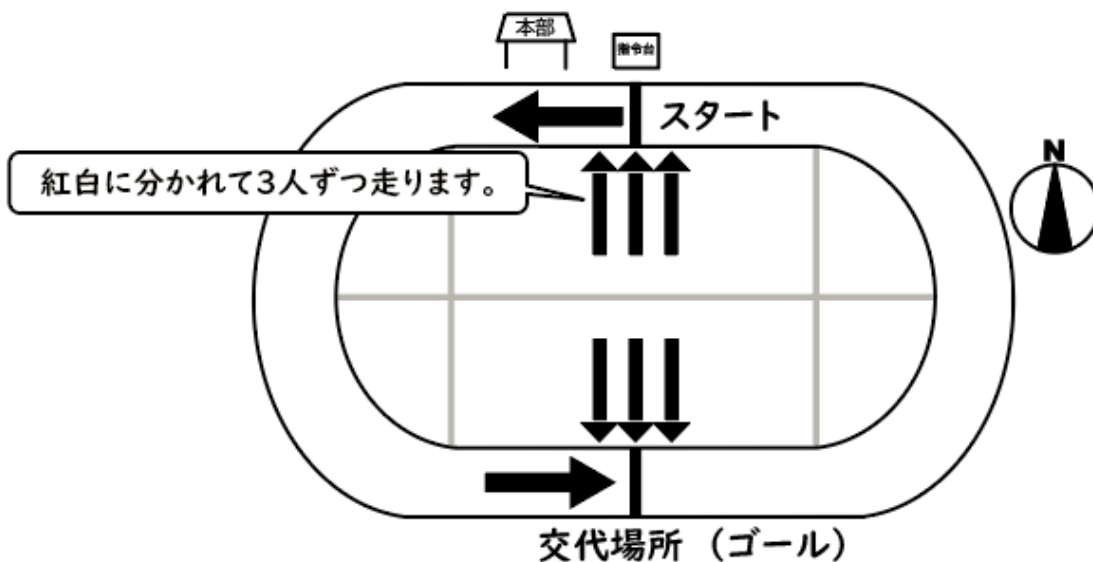 本部
指令台
スタート
N
紅白に分かれて3人ずつ走ります。
交代場所（ゴール）